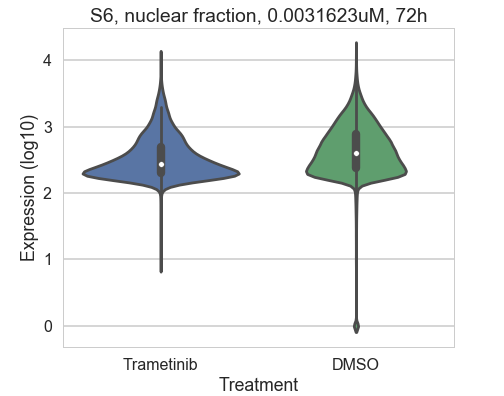 S6, nuclear fraction, 0.0031623uM, 72h
Expression (log10)
4
3
2
1
0
Trametinib
DMSO
Treatment